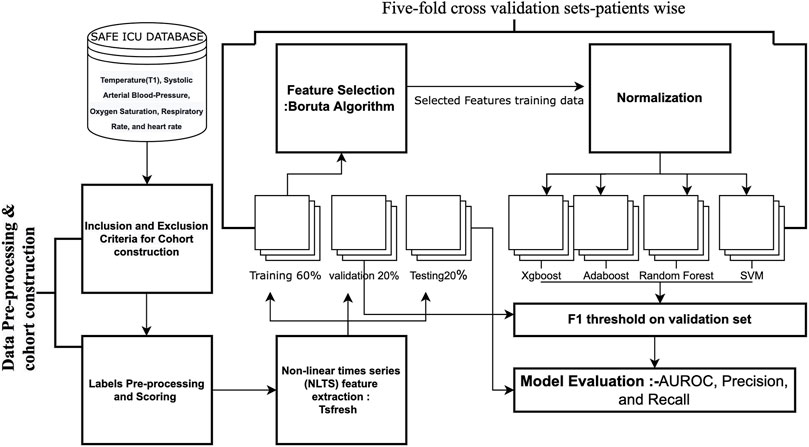 Five-fold cross validation sets-patients wise
SAFE ICU DATABASE
Temperature(T1), Systolic
Arterial Blood-Pressure,
Oxygen Saturation, Respiratory
Rate, and heart rate
Feature Selection
:Boruta Algorithm
Selected Features training data
Normalization
Data Pre-processing &
cohort construction
Inclusion and Exclusion
Criteria for Cohort
construction
Training 60%
validation 20%
Testing20%
Xgboost
Adaboost
Random Forest
SVM
F1 threshold on validation set
Labels Pre-processing
and Scoring
Non-linear times series
(NLTS) feature
extraction :
Tsfresh
Model Evaluation :-AUROC, Precision,
and Recall